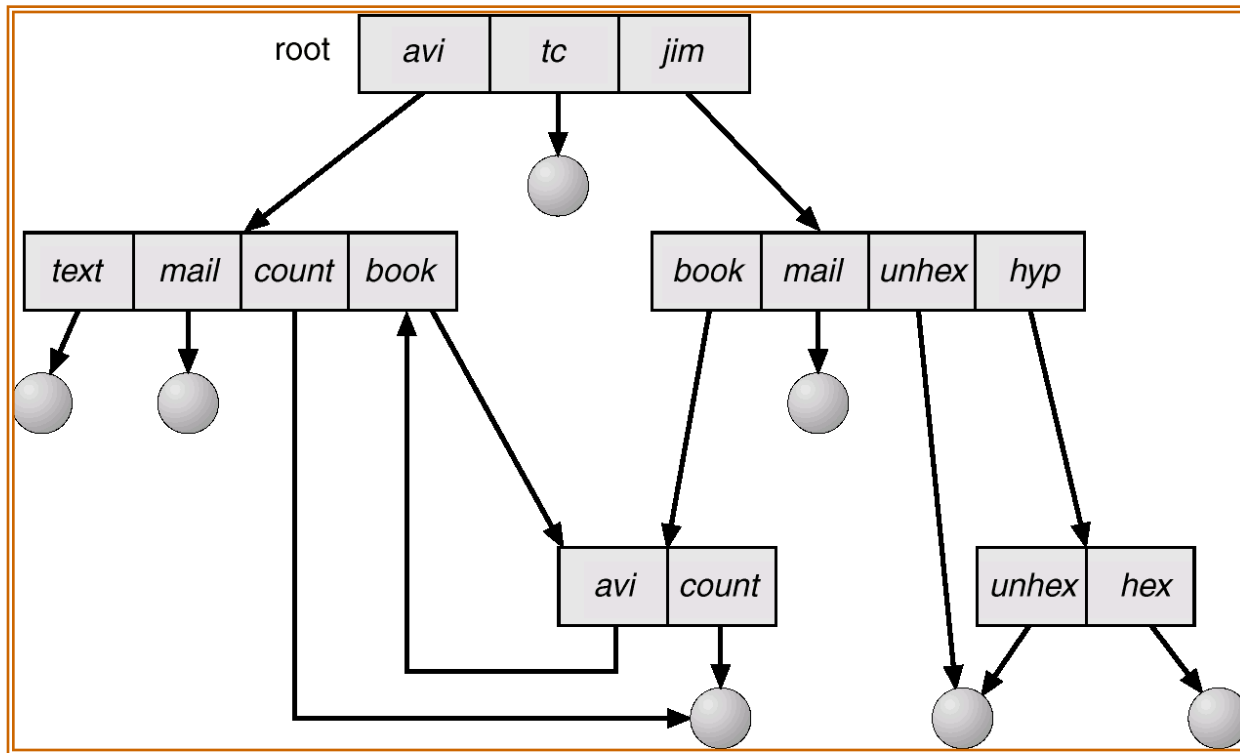 root avi tc jim
text mail count book
book mail unhex hyp
avi count
unhex hex